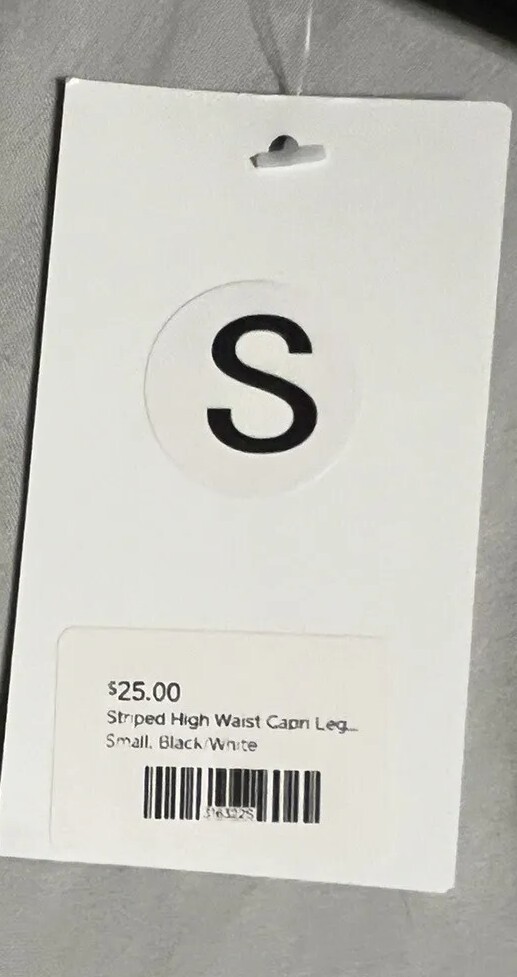 S
$25.00
Striped High Waist Capri Leg...
Small, Black/White